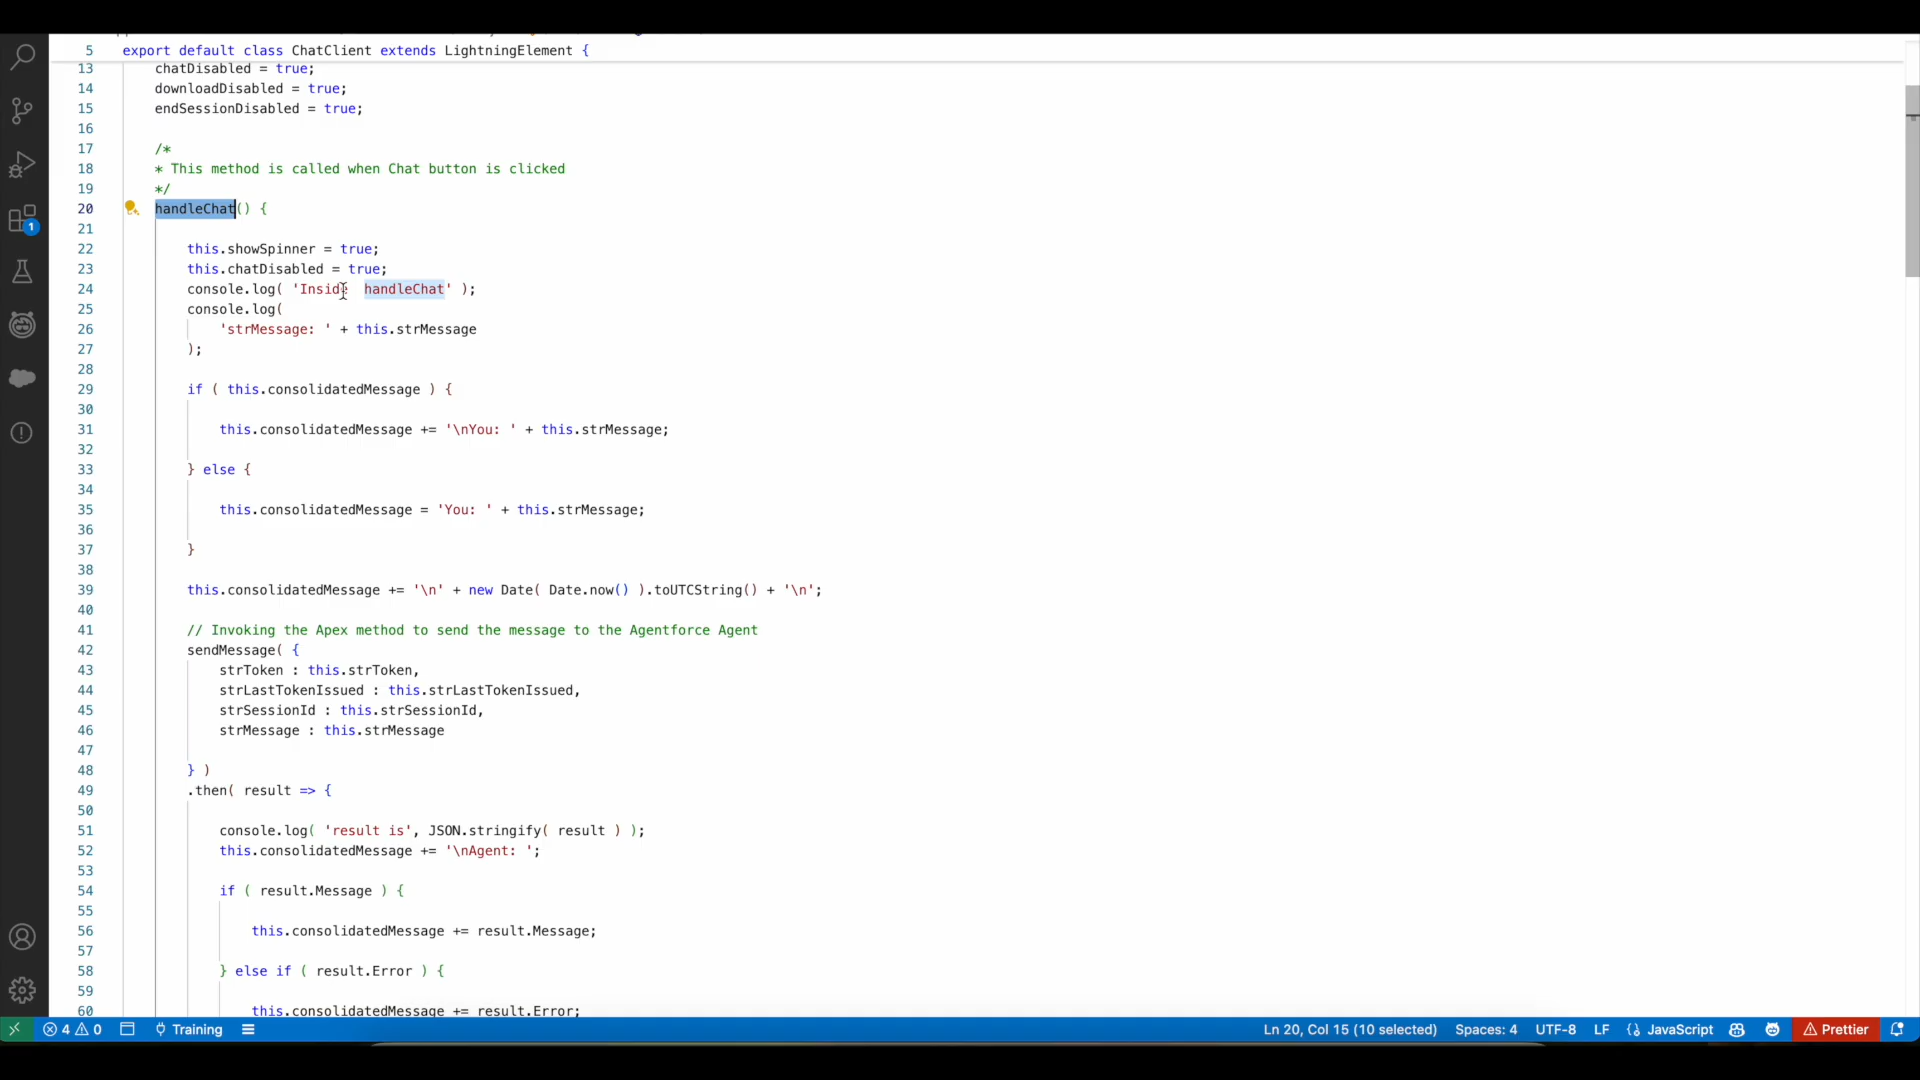 5 export default class ChatClient extends LightningElement {
13 chatDisabled = true;
14 downloadDisabled = true;
15 endSessionDisabled = true;
16
17 /*
18 * This method is called when Chat button is clicked
19 */
20 handleChat() {
21
22 this.showSpinner = true;
23 this.chatDisabled = true;
24 console.log( 'Inside handleChat' );
25 console.log(
26 'strMessage: ' + this.strMessage
27 );
28
29 if ( this.consolidatedMessage ) {
30
31 this.consolidatedMessage += '\nYou: ' + this.strMessage;
32
33 } else {
34
35 this.consolidatedMessage = 'You: ' + this.strMessage;
36
37 }
38
39 this.consolidatedMessage += '\n' + new Date( Date.now() ).toUTCString() + '\n';
40
41 // Invoking the Apex method to send the message to the Agentforce Agent
42 sendMessage( {
43 strToken : this.strToken,
44 strLastTokenIssued : this.strLastTokenIssued,
45 strSessionId : this.strSessionId,
46 strMessage : this.strMessage
47
48 } )
49 .then( result => {
50
51 console.log( 'result is', JSON.stringify( result ) );
52 this.consolidatedMessage += '\nAgent: ';
53
54 if ( result.Message ) {
55
56 this.consolidatedMessage += result.Message;
57
58 } else if ( result.Error ) {
59
60 this.consolidatedMessage += result.Error;
1
4 0 Training Ln 20, Col 15 (10 selected) Spaces: 4 UTF-8 LF JavaScript Prettier